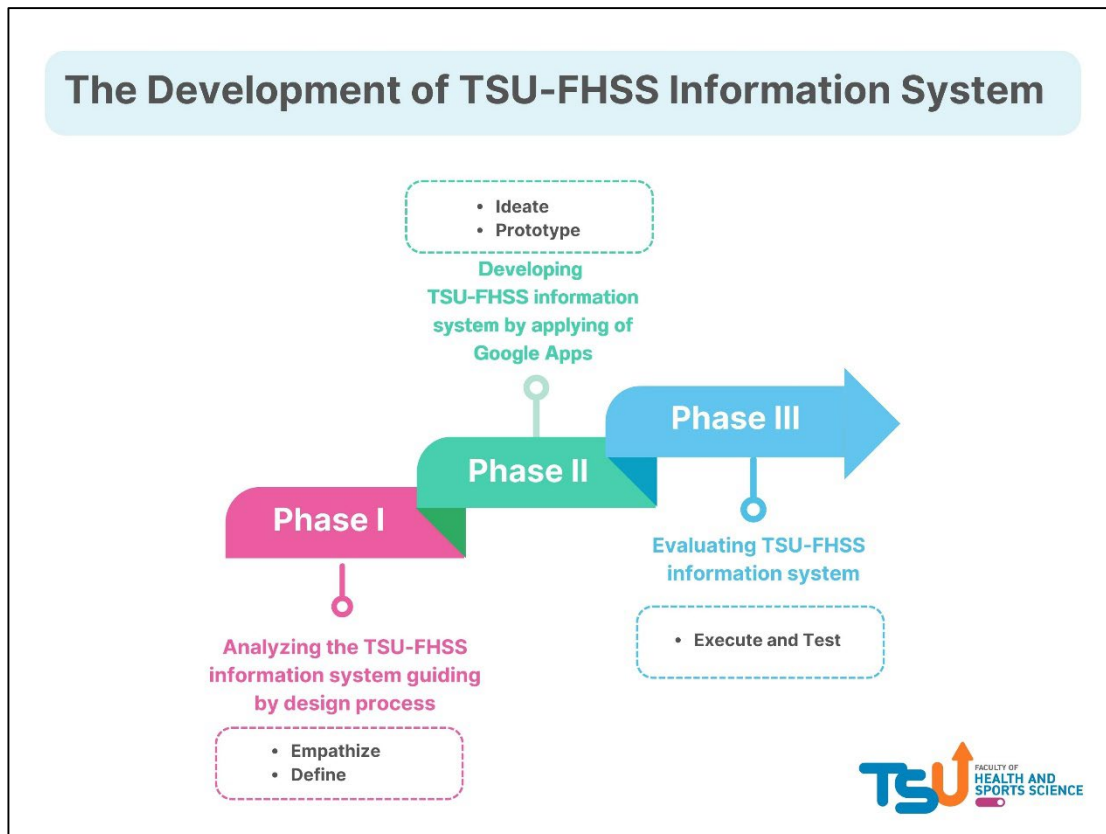 The Development of TSU-FHSS Information System
• Ideate
• Prototype
Developing
TSU-FHSS information
system by applying of
Google Apps
Phase III
Phase II
Phase I
Evaluating TSU-FHSS
information system
• Execute and Test
Analyzing the TSU-FHSS
information system guiding
by design process
• Empathize
• Define
TSU
FACULTY OF
HEALTH AND
SPORTS SCIENCE